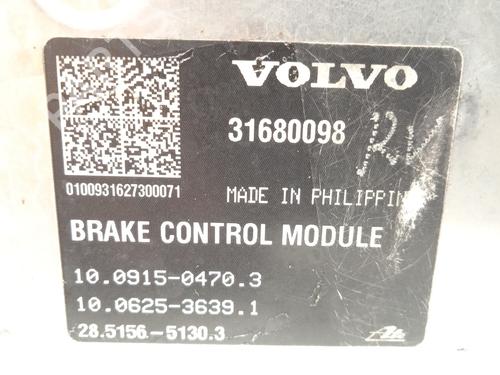 VOLVO
31680098
0100931627300071
MADE IN PHILIPPIN
BRAKE CONTROL MODULE
10.0915-0470.3
10.0625-3639.1
28.5156-5130.3
Ate